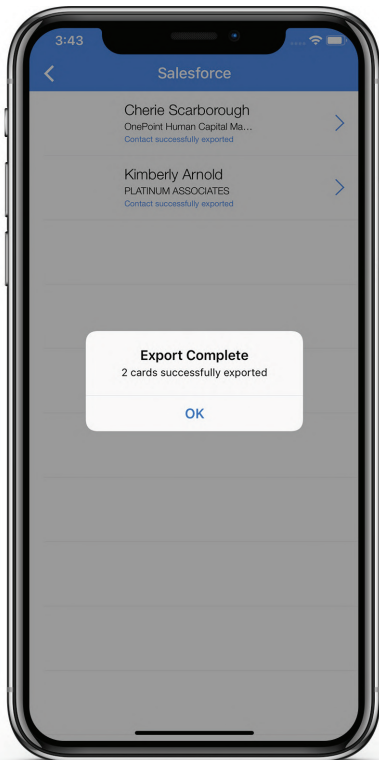 3:43
Salesforce
Cherie Scarborough
OnePoint Human Capital Ma...
Contact successfully exported
Kimberly Arnold
PLATINUM ASSOCIATES
Contact successfully exported
Export Complete
2 cards successfully exported
OK